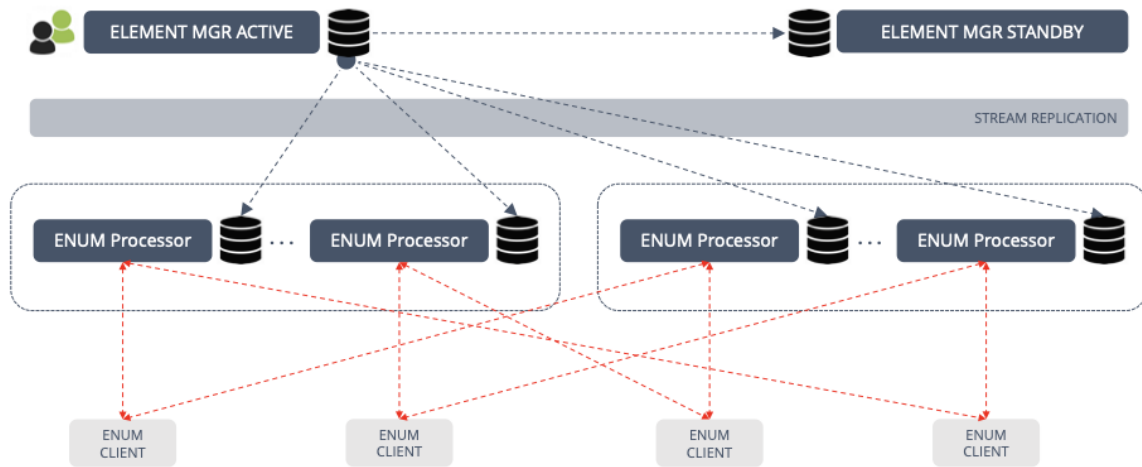 ELEMENT MGR ACTIVE
ELEMENT MGR STANDBY
STREAM REPLICATION
ENUM Processor
...
ENUM Processor
ENUM Processor
...
ENUM Processor
ENUM
CLIENT
ENUM
CLIENT
ENUM
CLIENT
ENUM
CLIENT